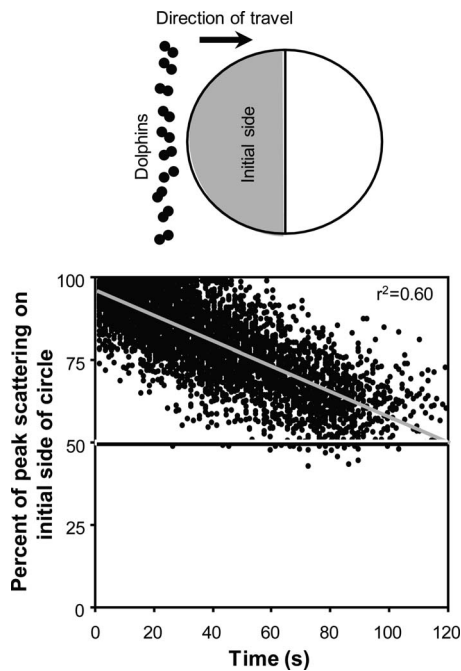 Direction of travel
Dolphins
Initial side
Percent of peak scattering on
initial side of circle
100
75
50
25
0
r²=0.60
0 20 40 60 80 100 120
Time (s)